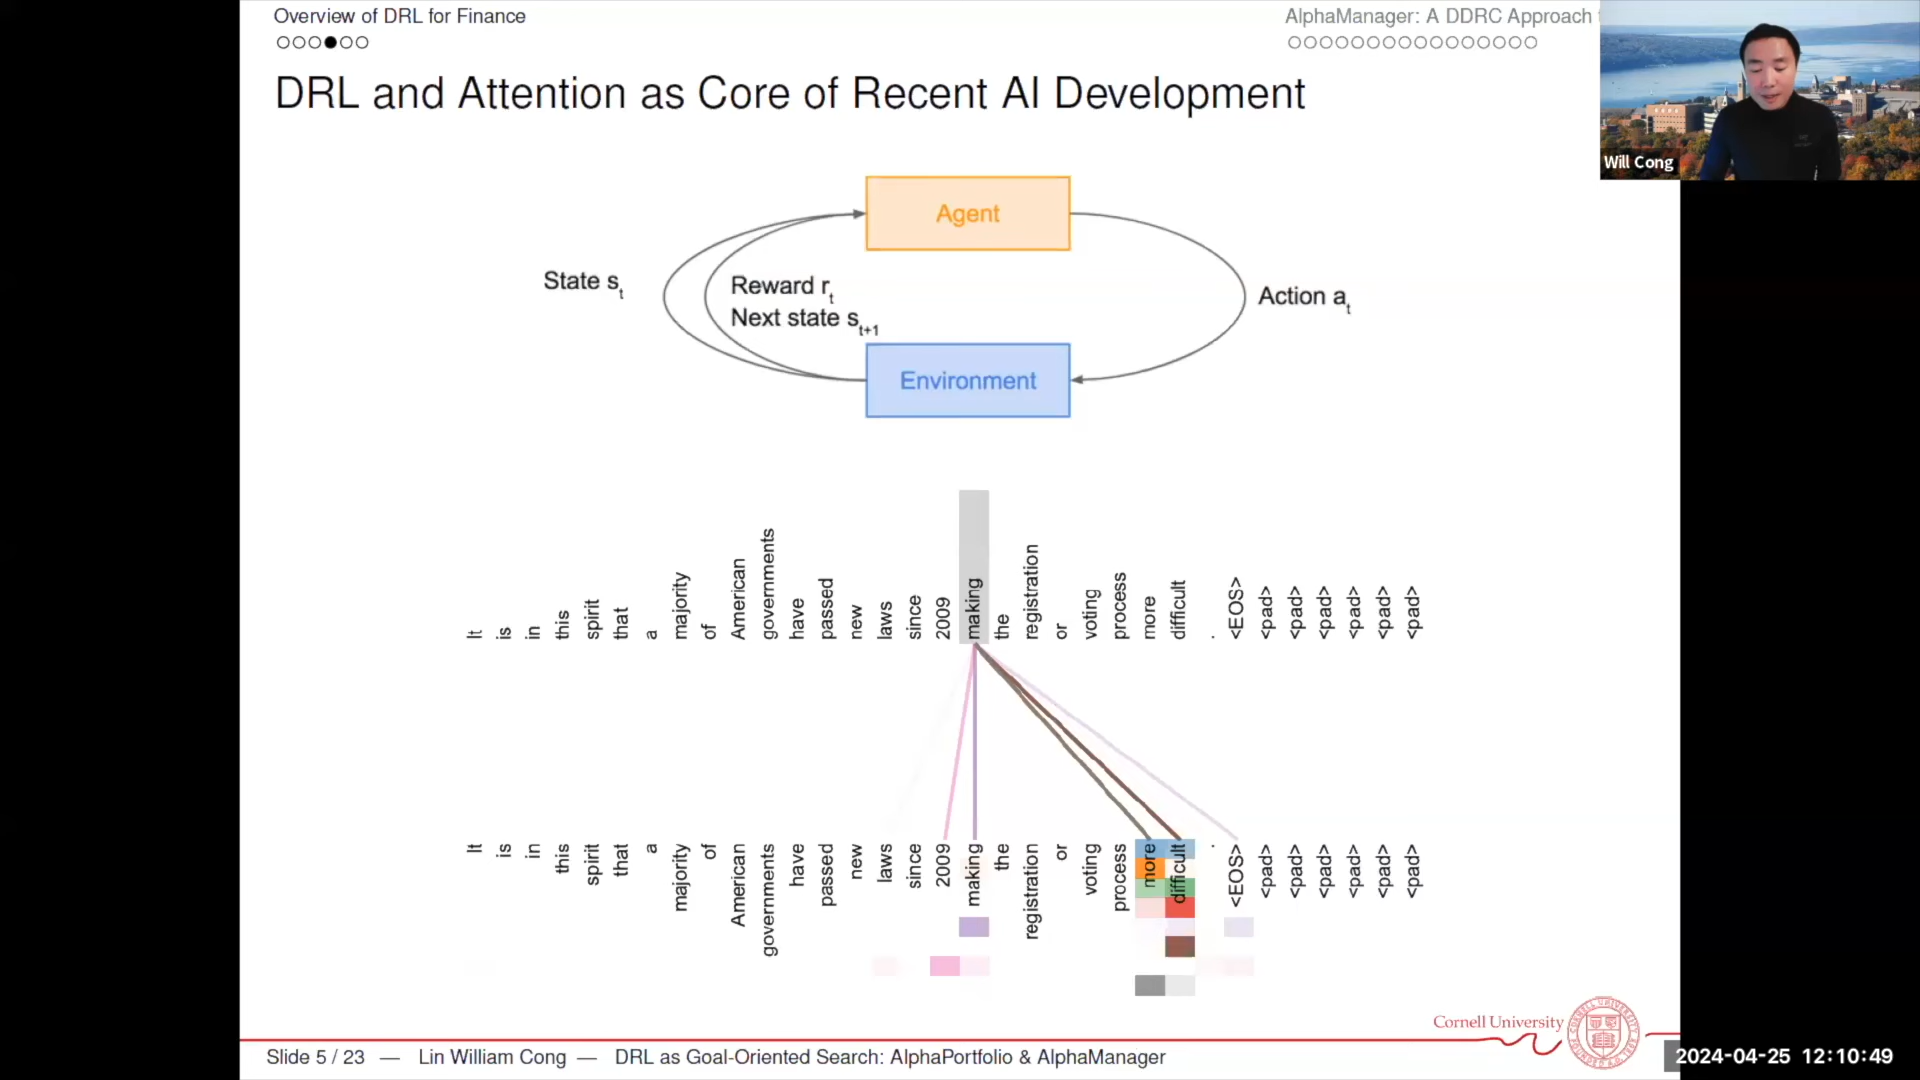 Overview of DRL for Finance
AlphaManager: A DDRC Approach
DRL and Attention as Core of Recent AI Development
Will Cong
Agent
State s_t
Reward r_t
Next state s_t+1
Action a_t
Environment
It is in this spirit that a majority of American governments have passed new laws since 2009 making the registration or voting process more difficult . <EOS> <pad> <pad> <pad> <pad> <pad> <pad>
It is in this spirit that a majority of American governments have passed new laws since 2009 making the registration or voting process more difficult . <EOS> <pad> <pad> <pad> <pad> <pad> <pad>
Cornell University
Slide 5 / 23 — Lin William Cong — DRL as Goal-Oriented Search: AlphaPortfolio & AlphaManager
2024-04-25 12:10:49